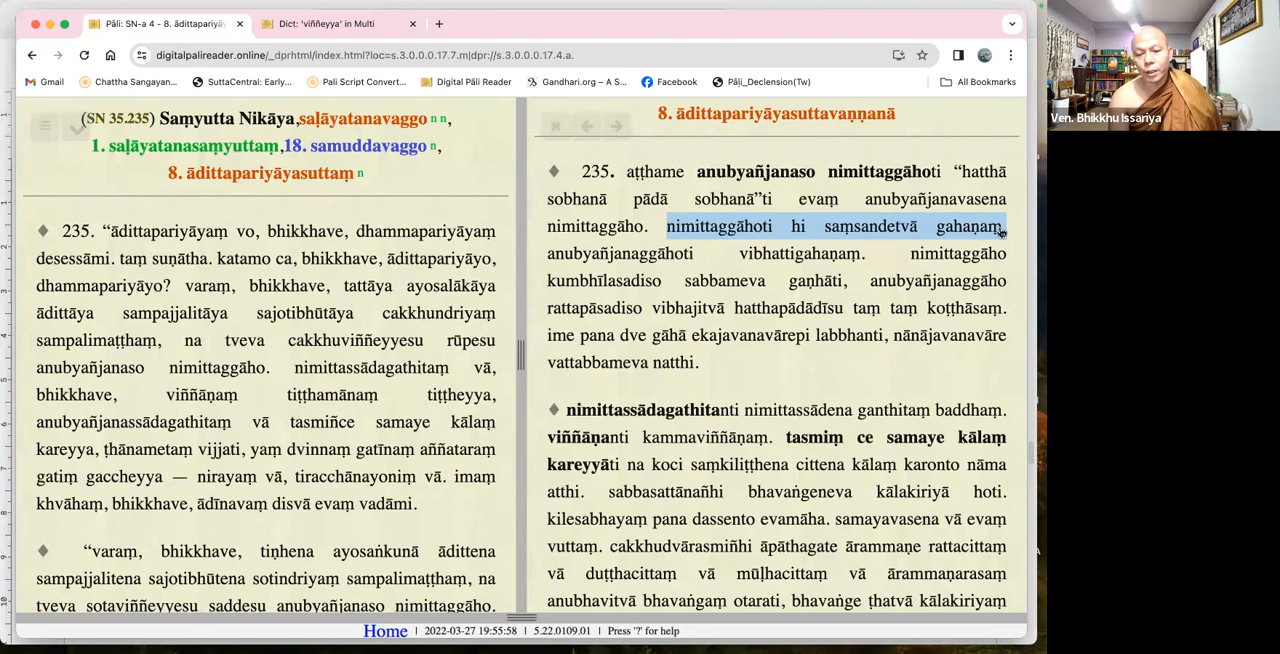 Pāli: SN-a 4 - 8. ādittapariyāy
Dict: 'viññeyya' in Multi
digitalpalireader.online/_dprhtml/index.html?loc=s.3.0.0.0.17.7.m|dpr://s.3.0.0.0.17.4.a.
Gmail
Chattha Sangayan...
SuttaCentral: Early...
Pali Script Convert...
Digital Pāli Reader
Gandhari.org – A S...
Facebook
Pāḷi_Declension(Tw)
All Bookmarks
(SN 35.235) Saṃyutta Nikāya,saḷāyatanavaggo n n,
1. saḷāyatanasaṃyuttaṃ,18. samuddavaggo n,
8. ādittapariyāyasuttaṃ n
235. “ādittapariyāyaṃ vo, bhikkhave, dhammapariyāyaṃ
desessāmi. taṃ suṇātha. katamo ca, bhikkhave, ādittapariyāyo,
dhammapariyāyo? varaṃ, bhikkhave, tattāya ayosalākāya
ādittāya sampajjalitāya sajotibhūtāya cakkhundriyaṃ
sampalimaṭṭhaṃ, na tveva cakkhuviññeyyesu rūpesu
anubyañjanaso nimittaggāho. nimittassādagathitaṃ vā,
bhikkhave, viññāṇaṃ tiṭṭhamānaṃ tiṭṭheyya,
anubyañjanassādagathitaṃ vā tasmiñce samaye kālaṃ
kareyya, ṭhānametaṃ vijjati, yaṃ dvinnaṃ gatīnaṃ aññataraṃ
gatiṃ gaccheyya — nirayaṃ vā, tiracchānayoniṃ vā. imaṃ
khvāhaṃ, bhikkhave, ādīnavaṃ disvā evaṃ vadāmi.
“varaṃ, bhikkhave, tiṇhena ayosaṅkunā ādittena
sampajjalitena sajotibhūtena sotindriyaṃ sampalimaṭṭhaṃ, na
tveva sotaviññeyyesu saddesu anubyañjanaso nimittaggāho.
8. ādittapariyāyasuttavaṇṇanā
235. aṭṭhame anubyañjanaso nimittaggāhoti “hatthā
sobhanā pādā sobhanā”ti evaṃ anubyañjanavasena
nimittaggāho. nimittaggāhoti hi saṃsandetvā gahaṇaṃ,
anubyañjanaggāhoti vibhattigahaṇaṃ. nimittaggāho
kumbhīlasadiso sabbameva gaṇhāti, anubyañjanaggāho
rattapāsadiso vibhajitvā hatthapādādīsu taṃ taṃ koṭṭhāsaṃ.
ime pana dve gāhā ekajavanavārepi labbhanti, nānājavanavāre
vattabbameva natthi.
nimittassādagathitanti nimittassādena ganthitaṃ baddhaṃ.
viññāṇanti kammaviññāṇaṃ. tasmiṃ ce samaye kālaṃ
kareyyāti na koci saṃkiliṭṭhena cittena kālaṃ karonto nāma
atthi. sabbasattānañhi bhavaṅgeneva kālakiriyā hoti.
kilesabhayaṃ pana dassento evamāha. samayavasena vā evaṃ
vuttaṃ. cakkhudvārasmiñhi āpāthagate ārammaṇe rattacittaṃ
vā duṭṭhacittaṃ vā mūḷhacittaṃ vā ārammaṇarasaṃ
anubhavitvā bhavaṅgaṃ otarati, bhavaṅge ṭhatvā kālakiriyaṃ
Home | 2022-03-27 19:55:58 | 5.22.0109.01 | Press '?' for help
Ven. Bhikkhu Issariya